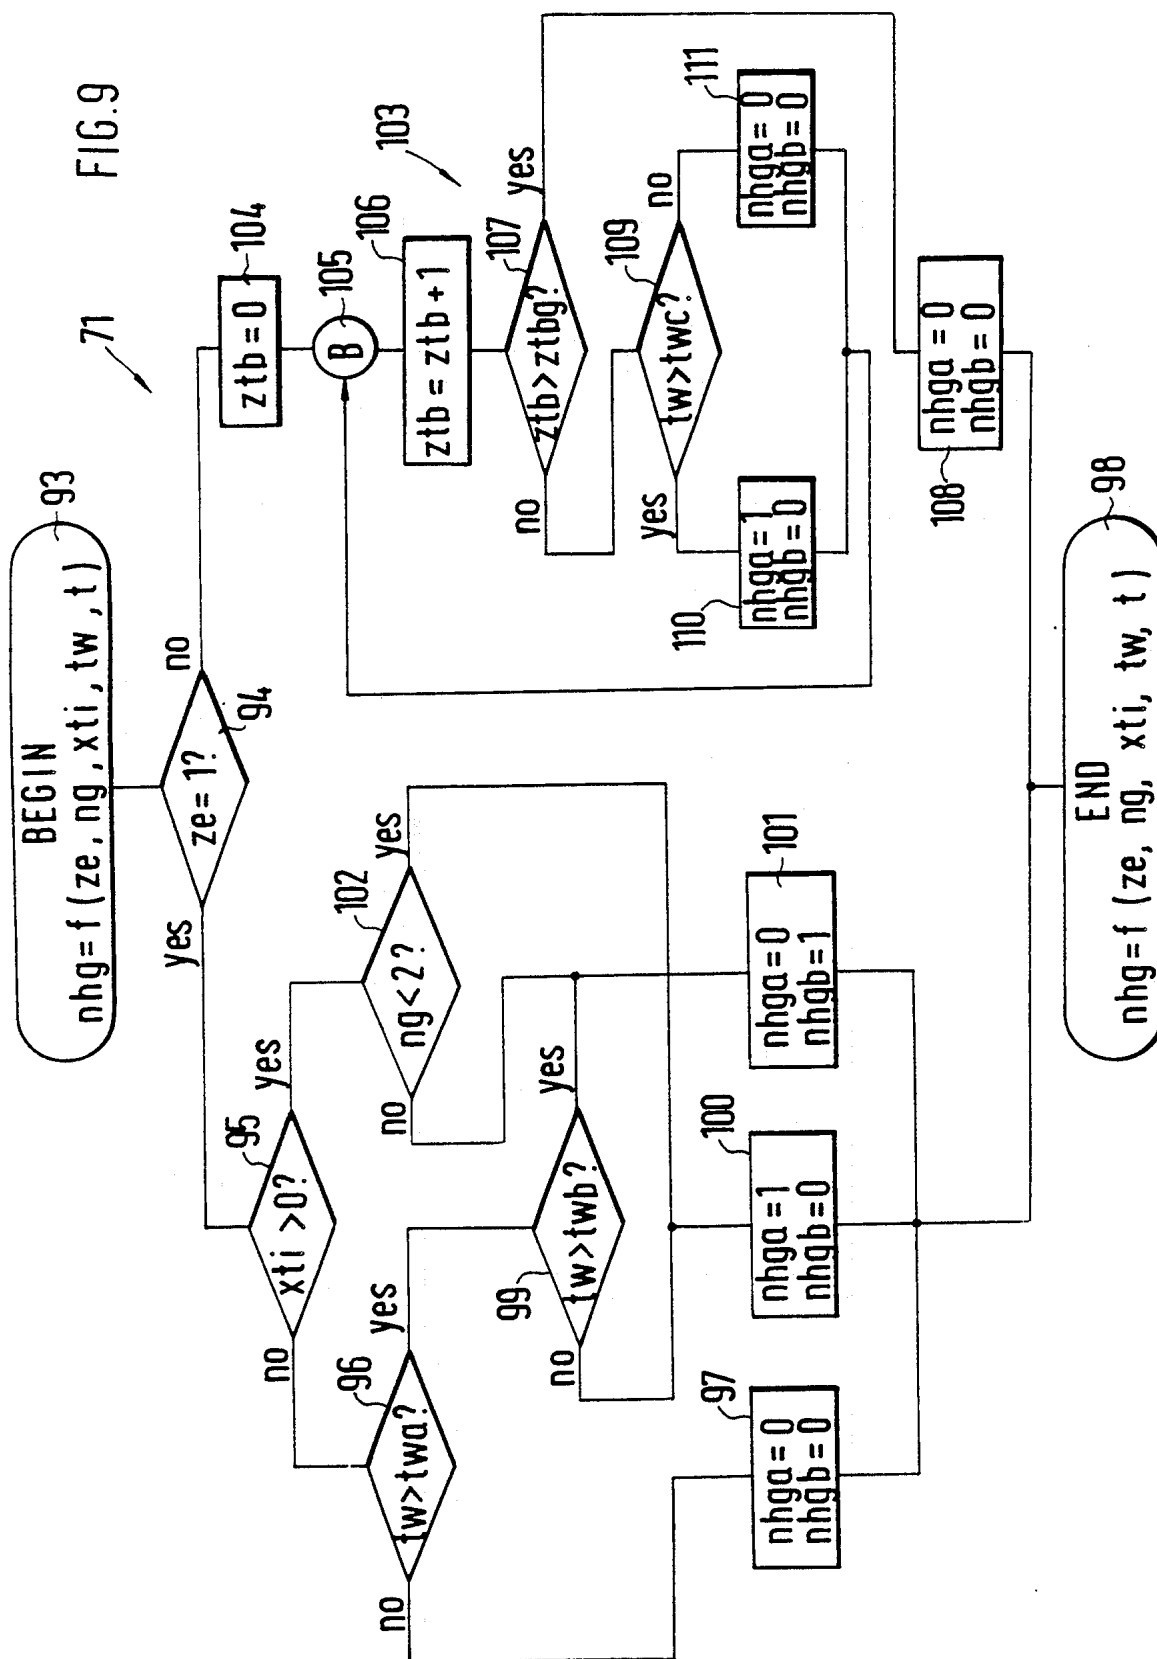 FIG.9
71
BEGIN
nhg=f (ze, ng, xti, tw, t)
93
ze=1?
94
yes
no
xti >0?
95
no
yes
tw>twa?
96
no
yes
ng<2?
102
no
yes
tw>twb?
99
no
yes
nhga=0
nhgb=0
97
nhga=1
nhgb=0
100
nhga=0
nhgb=1
101
ztb=0
104
B
105
ztb=ztb+1
106
103
ztb>ztbg?
107
no
yes
tw>twc?
109
yes
no
nhga=1
nhgb=0
110
nhga=0
nhgb=0
111
nhga=0
nhgb=0
108
END
nhg=f (ze, ng, xti, tw, t)
98